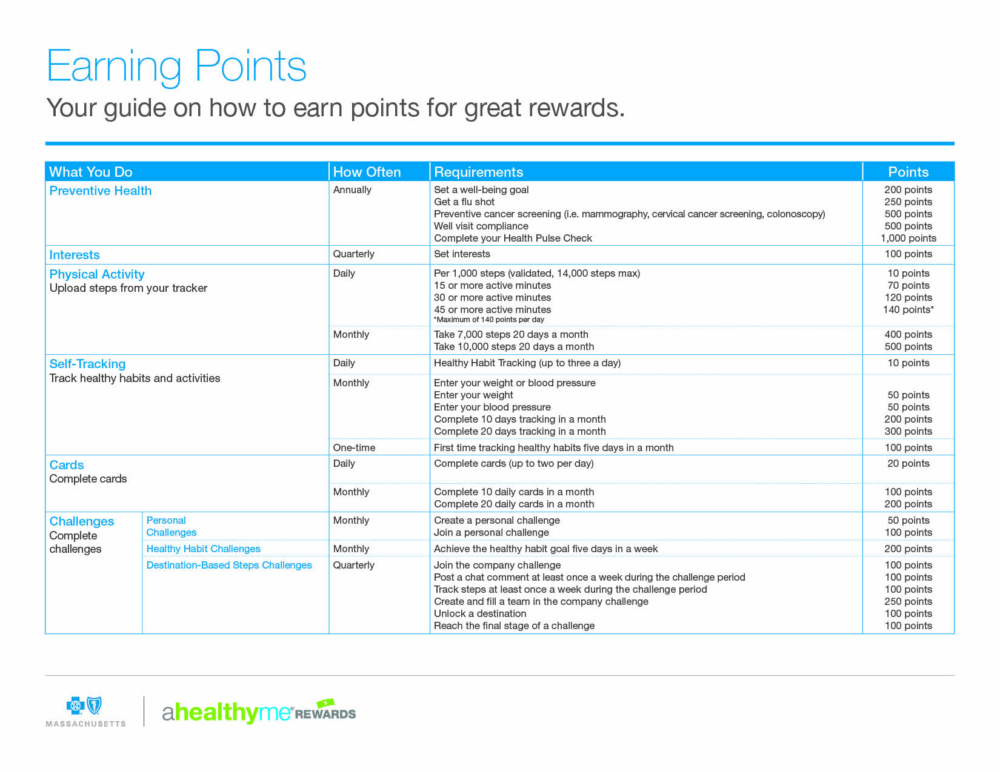 Earning Points
Your guide on how to earn points for great rewards.
What You Do How Often Requirements Points
Preventive Health Annually Set a well-being goal 200 points
Get a flu shot 250 points
Preventive cancer screening (i.e. mammography, cervical cancer screening, colonoscopy) 500 points
Well visit compliance 500 points
Complete your Health Pulse Check 1,000 points
Interests Quarterly Set interests 100 points
Physical Activity Daily Per 1,000 steps (validated, 14,000 steps max) 10 points
Upload steps from your tracker 15 or more active minutes 70 points
30 or more active minutes 120 points
45 or more active minutes 140 points*
*Maximum of 140 points per day
Monthly Take 7,000 steps 20 days a month 400 points
Take 10,000 steps 20 days a month 500 points
Self-Tracking Daily Healthy Habit Tracking (up to three a day) 10 points
Track healthy habits and activities
Monthly Enter your weight or blood pressure
Enter your weight 50 points
Enter your blood pressure 50 points
Complete 10 days tracking in a month 200 points
Complete 20 days tracking in a month 300 points
One-time First time tracking healthy habits five days in a month 100 points
Cards Daily Complete cards (up to two per day) 20 points
Complete cards
Monthly Complete 10 daily cards in a month 100 points
Complete 20 daily cards in a month 200 points
Challenges Personal Monthly Create a personal challenge 50 points
Complete Challenges Join a personal challenge 100 points
challenges Healthy Habit Challenges Monthly Achieve the healthy habit goal five days in a week 200 points
Destination-Based Steps Challenges Quarterly Join the company challenge 100 points
Post a chat comment at least once a week during the challenge period 100 points
Track steps at least once a week during the challenge period 100 points
Create and fill a team in the company challenge 250 points
Unlock a destination 100 points
Reach the final stage of a challenge 100 points
MASSACHUSETTS
ahealthyme® REWARDS
$